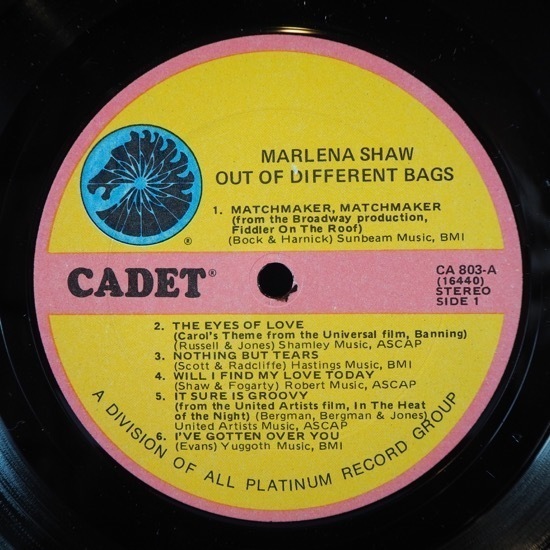 MARLENA SHAW
OUT OF DIFFERENT BAGS
1. MATCHMAKER, MATCHMAKER
(from the Broadway production,
Fiddler On The Roof)
(Bock & Harnick) Sunbeam Music, BMI
®
CADET®
CA 803-A
(16440)
STEREO
SIDE 1
2. THE EYES OF LOVE
(Carol's Theme from the Universal film, Banning)
(Russell & Jones) Shamley Music, ASCAP
3. NOTHING BUT TEARS
(Scott & Radcliffe) Hastings Music, BMI
4. WILL I FIND MY LOVE TODAY
(Shaw & Fogarty) Robert Music, ASCAP
5. IT SURE IS GROOVY
(from the United Artists film, In The Heat
of the Night) (Bergman, Bergman & Jones)
United Artists Music, ASCAP
6. I'VE GOTTEN OVER YOU
(Evans) Yuggoth Music, BMI
A DIVISION OF ALL PLATINUM RECORD GROUP